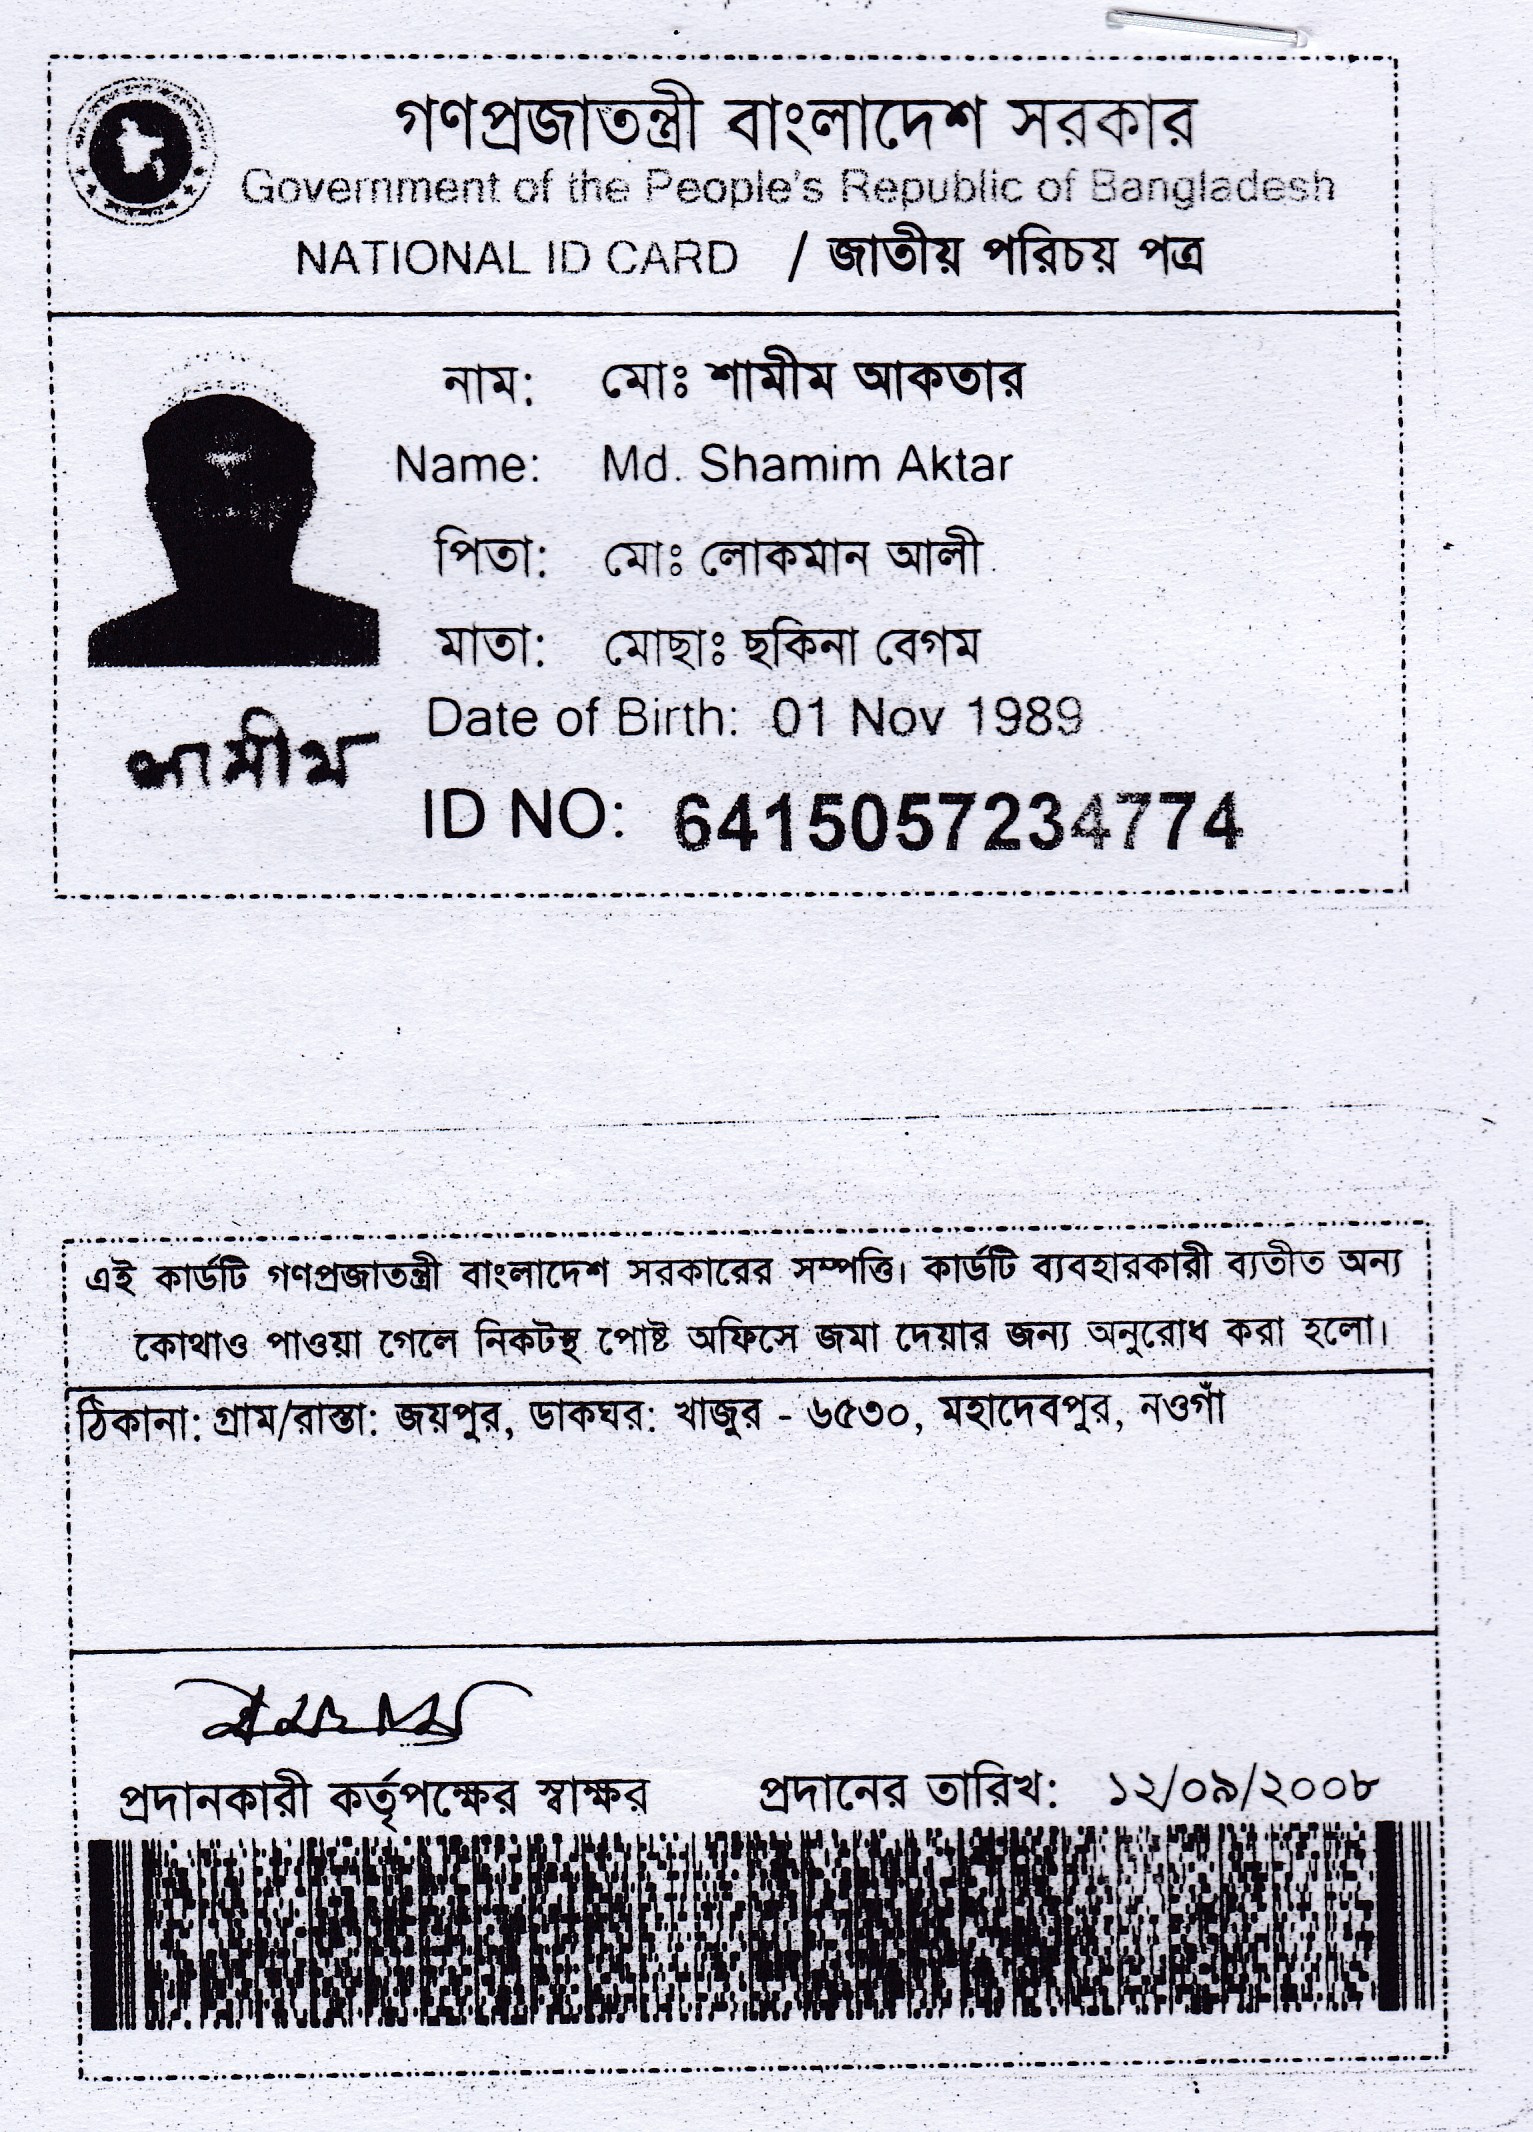 গণপ্রজাতন্ত্রী বাংলাদেশ সরকার
Government of the People's Republic of Bangladesh
NATIONAL ID CARD / জাতীয় পরিচয় পত্র
নাম: মোঃ শামীম আকতার
Name: Md. Shamim Aktar
পিতা: মোঃ লোকমান আলী
মাতা: মোছাঃ ছকিনা বেগম
Date of Birth: 01 Nov 1989
শামীম
ID NO: 6415057234774
এই কার্ডটি গণপ্রজাতন্ত্রী বাংলাদেশ সরকারের সম্পত্তি। কার্ডটি ব্যবহারকারী ব্যতীত অন্য
কোথাও পাওয়া গেলে নিকটস্থ পোষ্ট অফিসে জমা দেয়ার জন্য অনুরোধ করা হলো।
ঠিকানা: গ্রাম/রাস্তা: জয়পুর, ডাকঘর: খাজুর - ৬৫৩০, মহাদেবপুর, নওগাঁ
প্রদানকারী কর্তৃপক্ষের স্বাক্ষর প্রদানের তারিখ: ১২/০৯/২০০৮